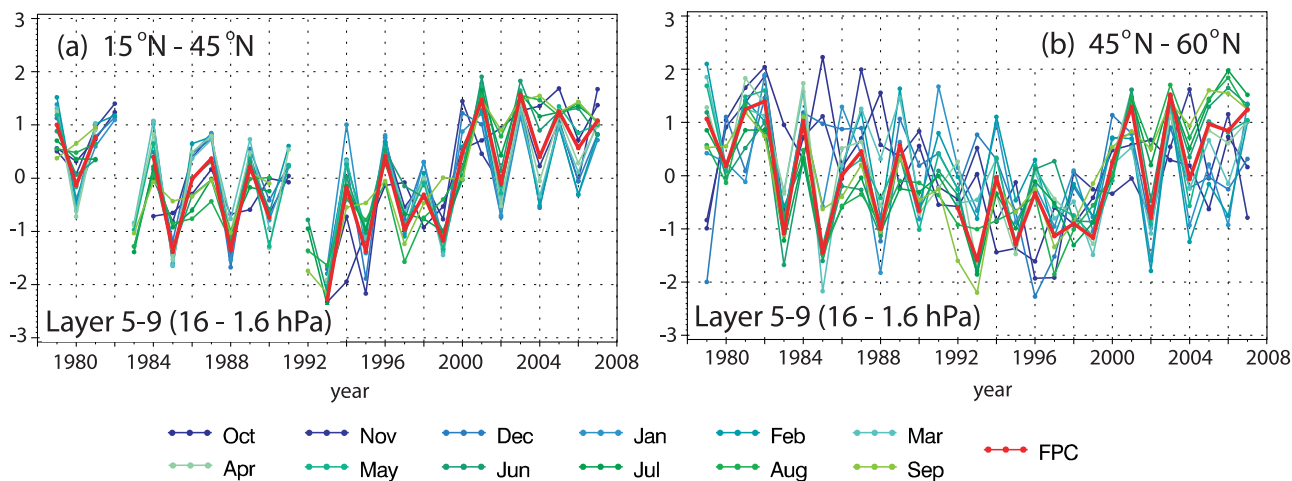 (a) 15°N - 45°N
3
2
1
0
-1
-2
-3
Layer 5-9 (16 - 1.6 hPa)
1980 1984 1988 1992 1996 2000 2004 2008
year
(b) 45°N - 60°N
3
2
1
0
-1
-2
-3
Layer 5-9 (16 - 1.6 hPa)
1980 1984 1988 1992 1996 2000 2004 2008
year
Oct Nov Dec Jan Feb Mar
Apr May Jun Jul Aug Sep
FPC